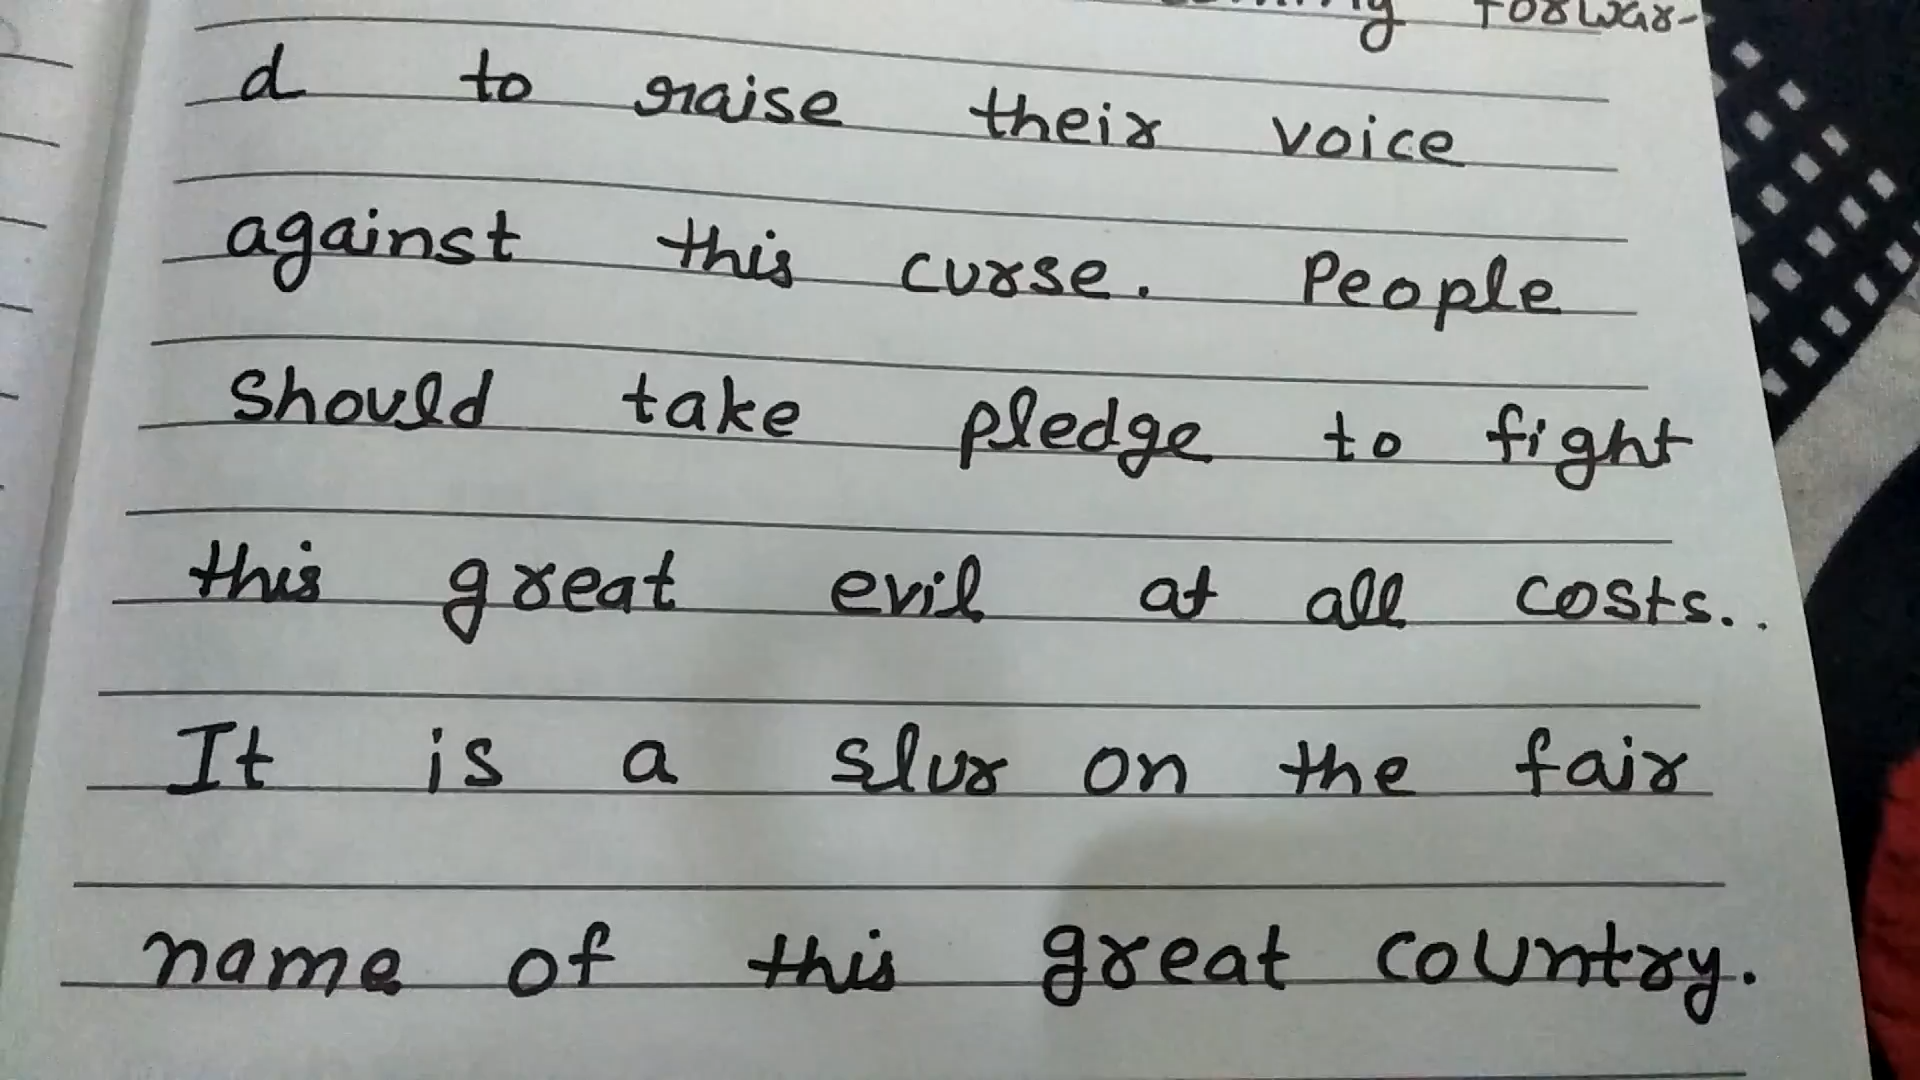 forwar-
d to raise their voice
against this curse. People
should take pledge to fight
this great evil at all costs..
It is a slur on the fair
name of this great country.